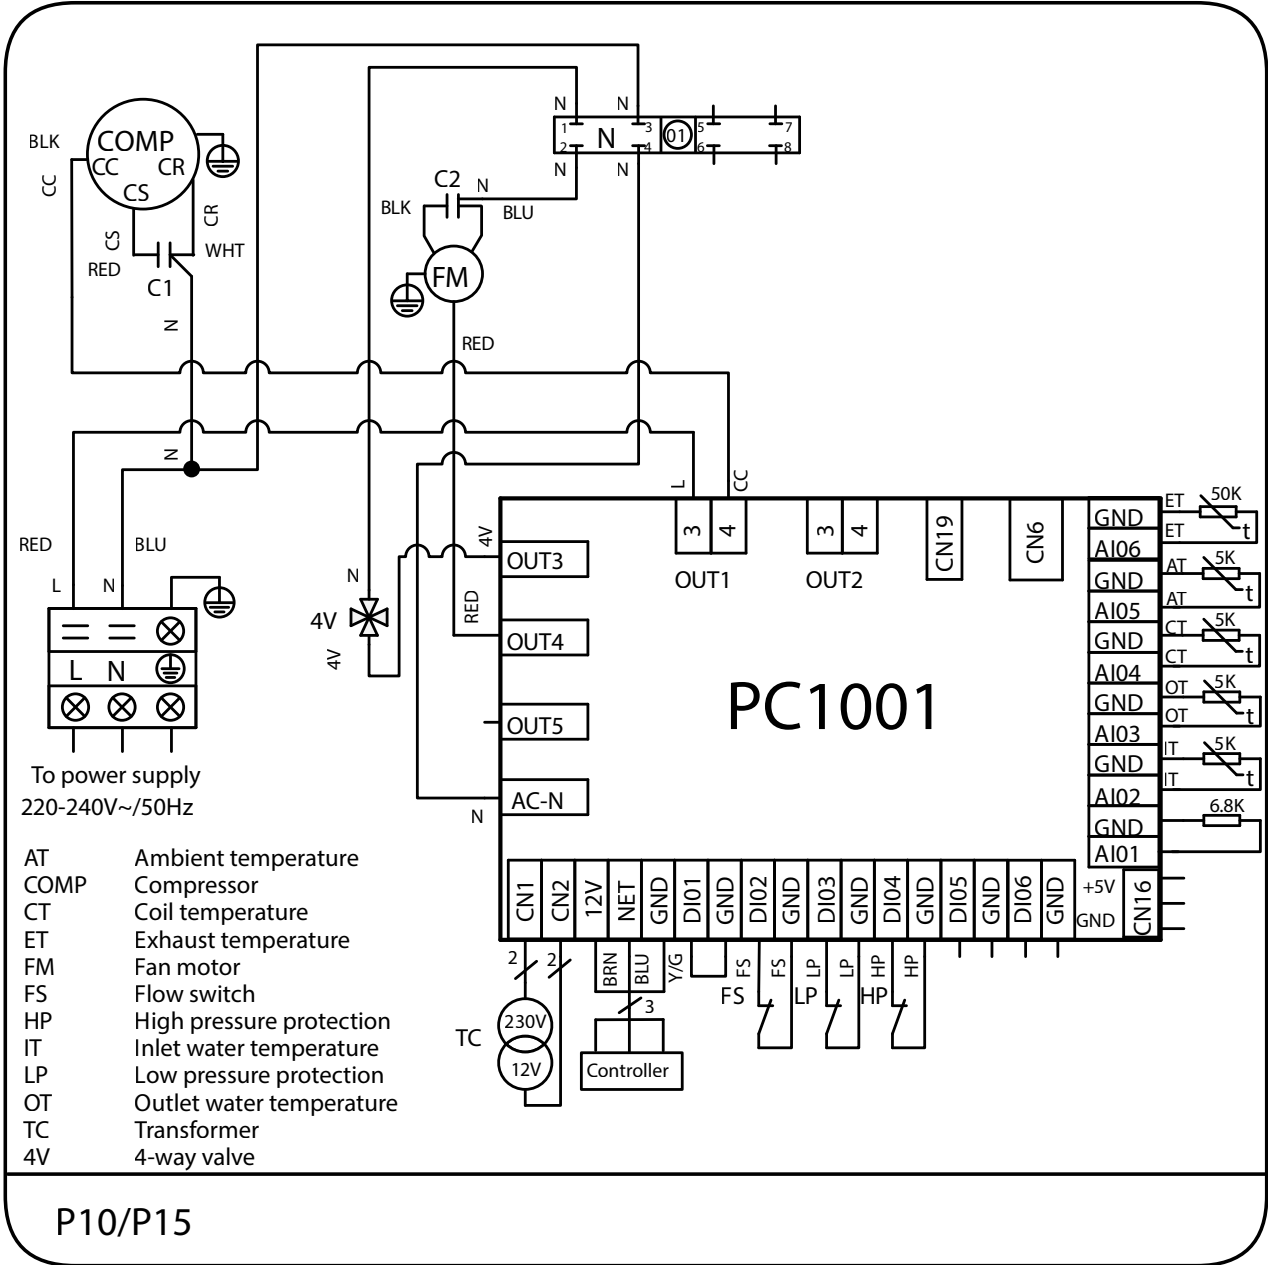 N N
1 N 3 01 5 7
2 4 6 8
N N
BLK COMP
CC CR
CC CS
CS CR
RED WHT
C1
N
C2 N
BLK BLU
FM
RED
N
L CC
RED BLU
L N
L N
To power supply
220-240V~/50Hz
N
4V
4V
4V
OUT3
RED
OUT4
OUT5
AC-N
N
3 4
OUT1
3 4
OUT2
CN19
CN6
PC1001
GND ET 50K
AI06 ET t
GND AT 5K
AI05 AT t
GND CT 5K
AI04 CT t
GND OT 5K
AI03 OT t
GND IT 5K
AI02 IT t
GND 6.8K
AI01
+5V
GND
CN16
CN1 CN2 12V NET GND DI01 GND DI02 GND DI03 GND DI04 GND DI05 GND DI06 GND
2 2 BRN BLU Y/G FS FS LP LP HP HP
FS LP HP
3
TC 230V
12V
Controller
AT Ambient temperature
COMP Compressor
CT Coil temperature
ET Exhaust temperature
FM Fan motor
FS Flow switch
HP High pressure protection
IT Inlet water temperature
LP Low pressure protection
OT Outlet water temperature
TC Transformer
4V 4-way valve
P10/P15